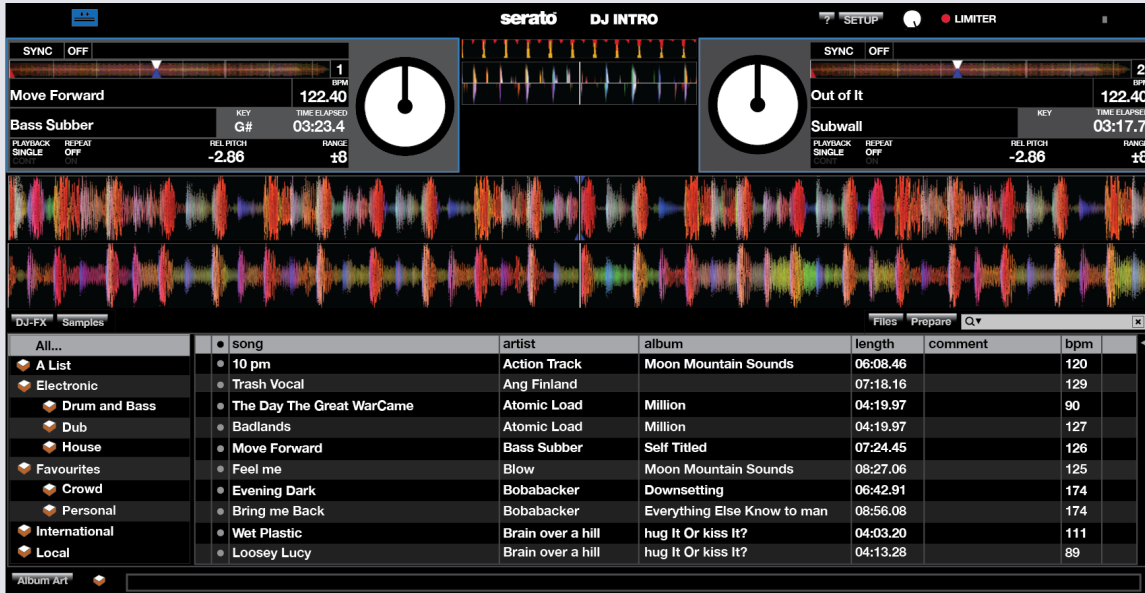 serato DJ INTRO ? SETUP LIMITER
SYNC OFF
1
BPM
Move Forward 122.40
KEY TIME ELAPSED
Bass Subber G# 03:23.4
PLAYBACK REPEAT REL PITCH RANGE
SINGLE OFF -2.86 ±8
CONT ON
SYNC OFF
2
BPM
Out of It 122.40
KEY TIME ELAPSED
Subwall 03:17.7
PLAYBACK REPEAT REL PITCH RANGE
SINGLE OFF -2.86 ±8
CONT ON
DJ-FX Samples Files Prepare Q
All...
A List
Electronic
Drum and Bass
Dub
House
Favourites
Crowd
Personal
International
Local
song artist album length comment bpm
10 pm Action Track Moon Mountain Sounds 06:08.46 120
Trash Vocal Ang Finland 07:18.16 129
The Day The Great WarCame Atomic Load Million 04:19.97 90
Badlands Atomic Load Million 04:19.97 127
Move Forward Bass Subber Self Titled 07:24.45 126
Feel me Blow Moon Mountain Sounds 08:27.06 125
Evening Dark Bobabacker Downsetting 06:42.91 174
Bring me Back Bobabacker Everything Else Know to man 08:56.08 174
Wet Plastic Brain over a hill hug It Or kiss It? 04:03.20 111
Loosey Lucy Brain over a hill hug It Or kiss It? 04:13.28 89
Album Art